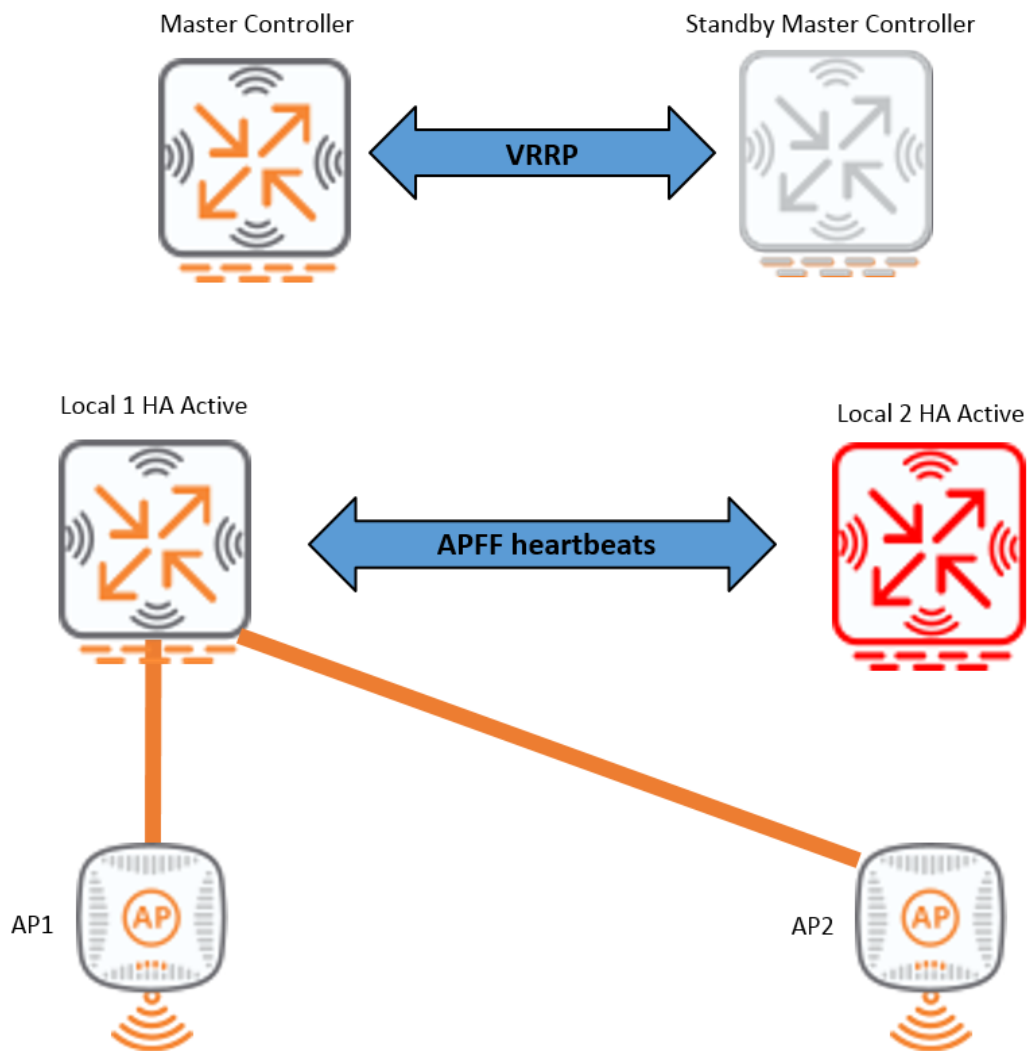 Master Controller
Standby Master Controller
VRRP
Local 1 HA Active
Local 2 HA Active
APFF heartbeats
AP
AP
AP1
AP2